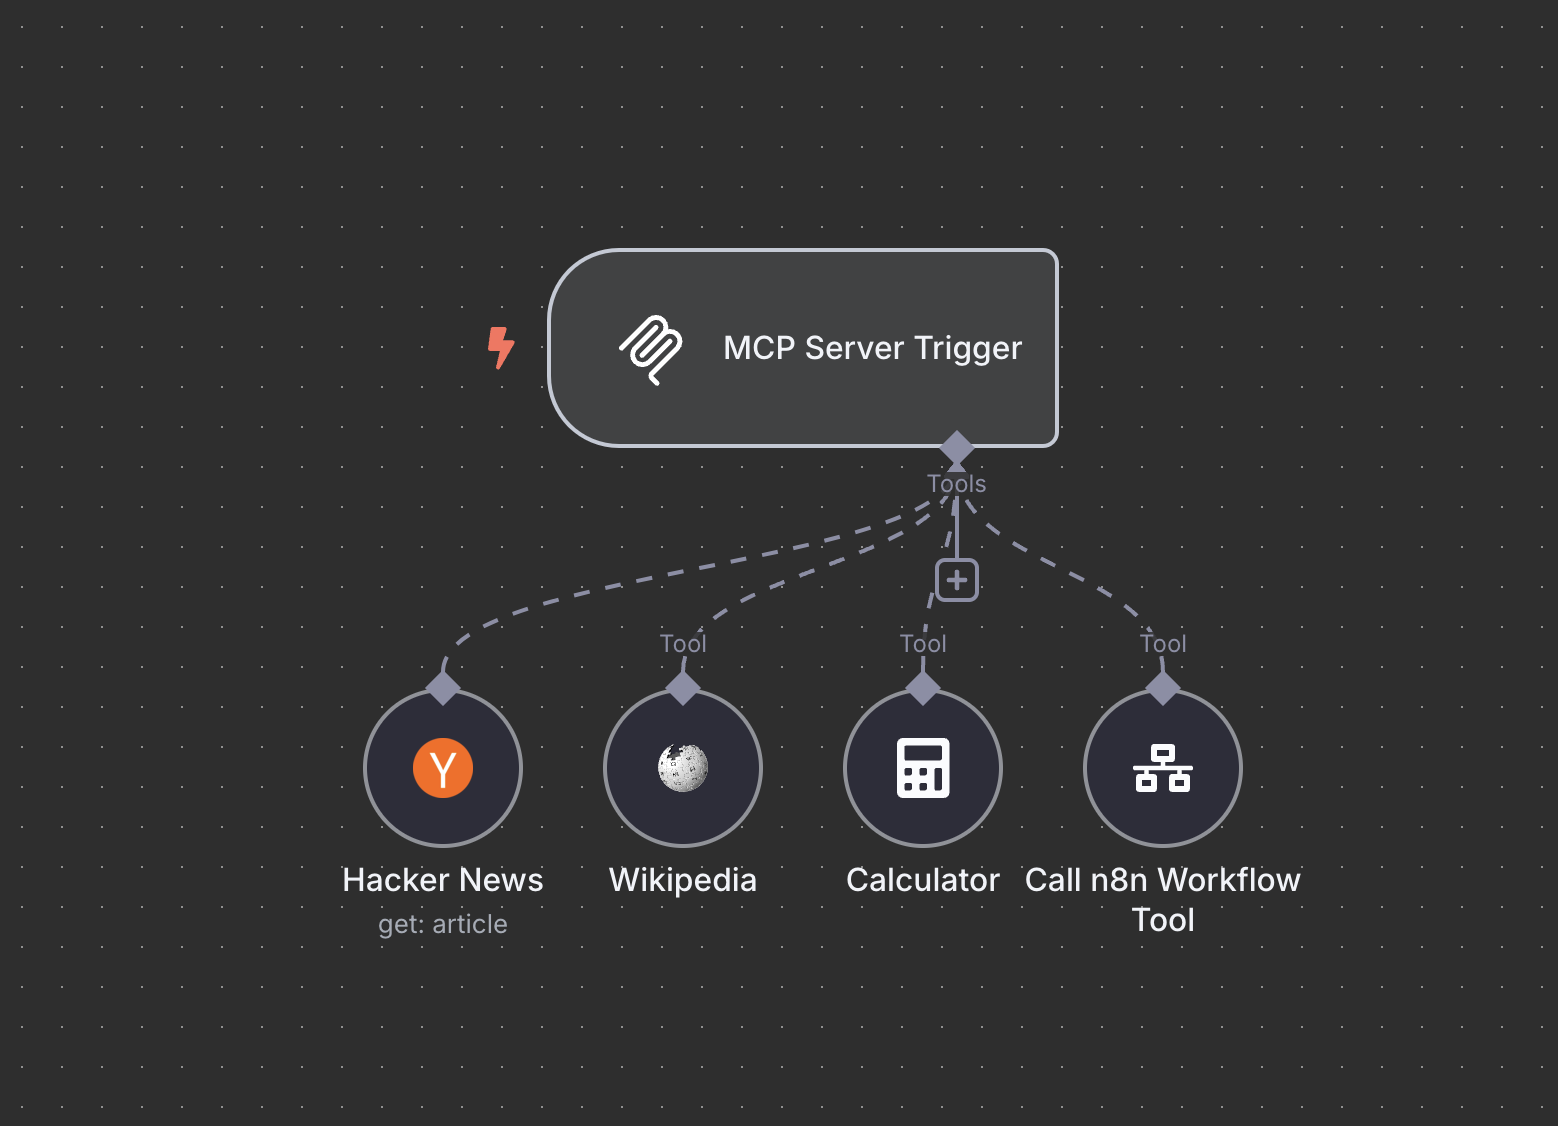 MCP Server Trigger
Tools
Tool
Tool
Tool
Hacker News
get: article
Wikipedia
Calculator
Call n8n Workflow
Tool